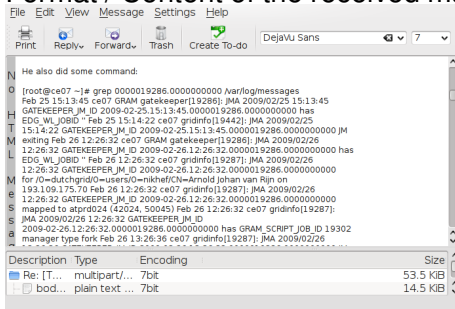 Format / Content of the received me
File Edit View Message Settings Help
Print Reply Forward Trash Create To-do DejaVu Sans 7
He also did some command:
[root@ce07 ~]# grep 0000019286.0000000000 /var/log/messages
Feb 25 15:13:45 ce07 GRAM gatekeeper[19286]: JMA 2009/02/25 15:13:45
GATEKEEPER_JM_ID 2009-02-25.15:13:45.0000019286.0000000000 has
EDG_WL_JOBID '' Feb 25 15:14:22 ce07 gridinfo[19442]: JMA 2009/02/25
15:14:22 GATEKEEPER_JM_ID 2009-02-25.15:13:45.0000019286.0000000000 JM
exiting Feb 26 12:26:32 ce07 GRAM gatekeeper[19286]: JMA 2009/02/26
12:26:32 GATEKEEPER_JM_ID 2009-02-26.12:26:32.0000019286.0000000000 has
EDG_WL_JOBID '' Feb 26 12:26:32 ce07 gridinfo[19287]: JMA 2009/02/26
12:26:32 GATEKEEPER_JM_ID 2009-02-26.12:26:32.0000019286.0000000000
for /O=dutchgrid/O=users/O=nikhef/CN=Arnold Johan van Rijn on
193.109.175.70 Feb 26 12:26:32 ce07 gridinfo[19287]: JMA 2009/02/26
12:26:32 GATEKEEPER_JM_ID 2009-02-26.12:26:32.0000019286.0000000000
mapped to atprd024 (42024, 50045) Feb 26 12:26:32 ce07 gridinfo[19287]:
JMA 2009/02/26 12:26:32 GATEKEEPER_JM_ID
2009-02-26.12:26:32.0000019286.0000000000 has GRAM_SCRIPT_JOB_ID 19302
manager type fork Feb 26 13:26:36 ce07 gridinfo[19287]: JMA 2009/02/26
Description Type Encoding Size
Re: [T... multipart/... 7bit 53.5 KiB
bod... plain text ... 7bit 14.5 KiB